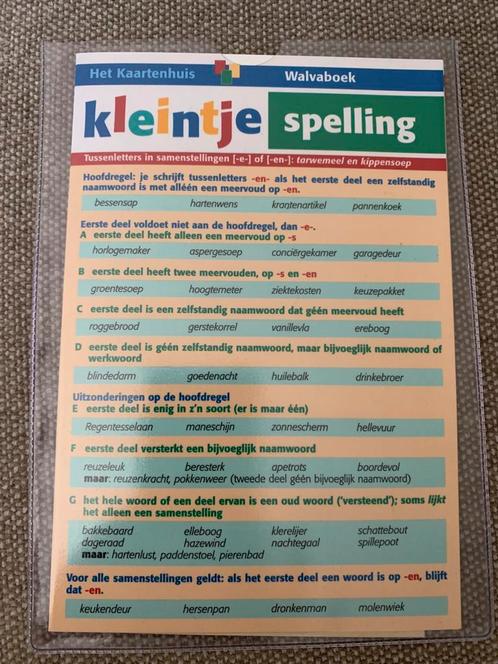 Het Kaartenhuis Walvaboek
kleintje spelling
Tussenletters in samenstellingen [-e-] of [-en-]: tarwemeel en kippensoep
Hoofdregel: je schrijft tussenletters -en- als het eerste deel een zelfstandig
naamwoord is met alléén een meervoud op -en.
bessensap hartenwens krantenartikel pannenkoek
Eerste deel voldoet niet aan de hoofdregel, dan -e-.
A eerste deel heeft alleen een meervoud op -s
horlogemaker aspergesoep conciërgekamer garagedeur
B eerste deel heeft twee meervouden, op -s en -en
groentesoep hoogtemeter ziektekosten keuzepakket
C eerste deel is een zelfstandig naamwoord dat géén meervoud heeft
roggebrood gerstekorrel vanillevla ereboog
D eerste deel is géén zelfstandig naamwoord, maar bijvoeglijk naamwoord of
werkwoord
blindedarm goedenacht huilebalk drinkebroer
Uitzonderingen op de hoofdregel
E eerste deel is enig in z'n soort (er is maar één)
Regentesselaan maneschijn zonnescherm hellevuur
F eerste deel versterkt een bijvoeglijk naamwoord
reuzeleuk beresterk apetrots boordevol
maar: reuzenkracht, pokkenweer (tweede deel géén bijvoeglijk naamwoord)
G het hele woord of een deel ervan is een oud woord ('versteend'); soms lijkt
het alleen een samenstelling
bakkebaard elleboog klerelijer schattebout
dageraad hazewind nachtegaal spillepoot
maar: hartenlust, paddenstoel, pierenbad
Voor alle samenstellingen geldt: als het eerste deel een woord is op -en, blijft
dat -en.
keukendeur hersenpan dronkenman molenwiek